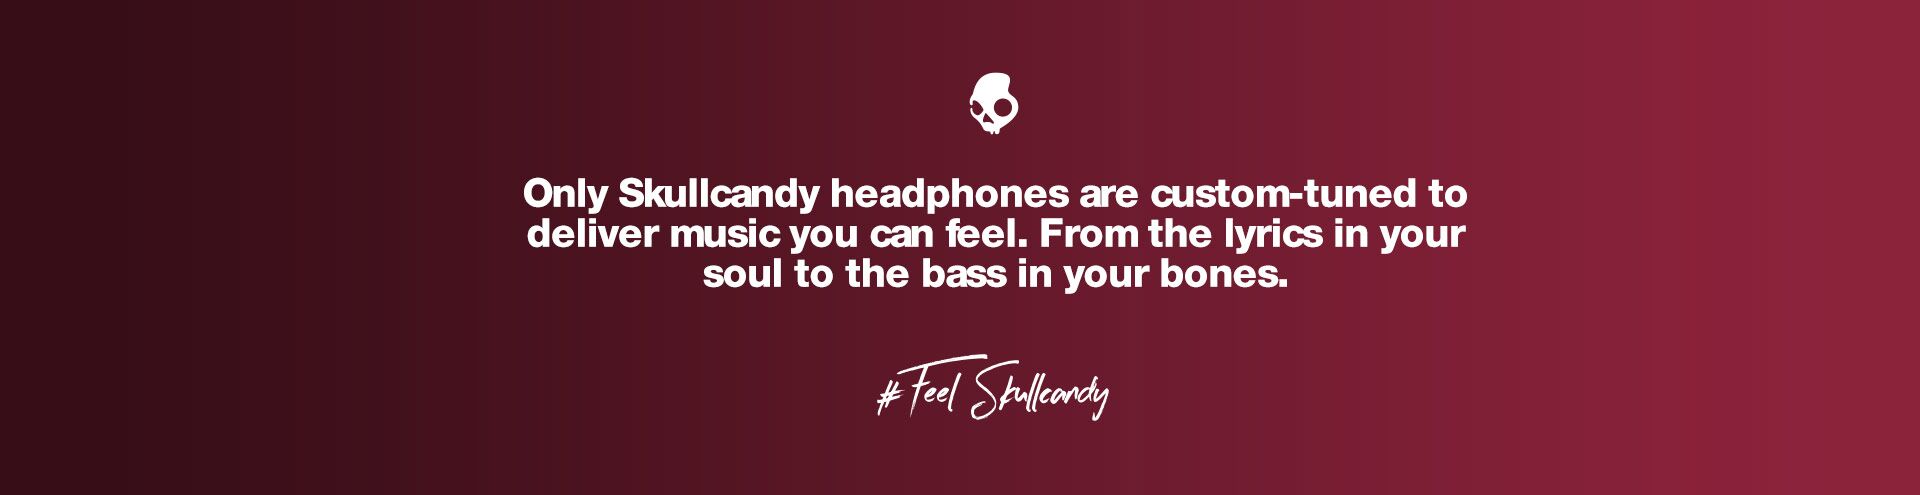 Only Skullcandy headphones are custom-tuned to
deliver music you can feel. From the lyrics in your
soul to the bass in your bones.
#Feel Skullcandy